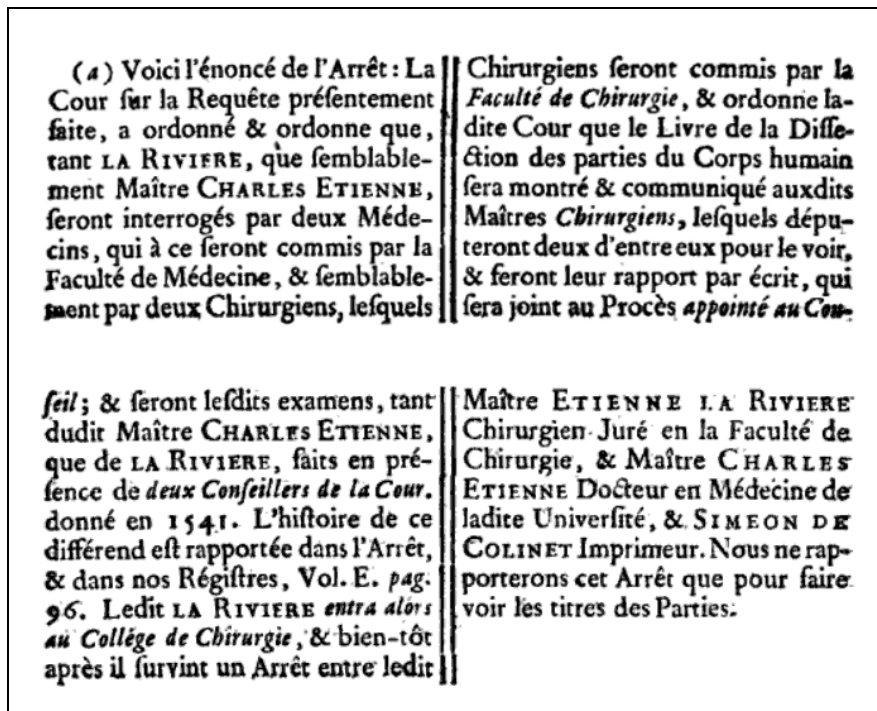 (a) Voici l'énoncé de l'Arrêt : La
Cour ſur la Requête préſentement
faite, a ordonné & ordonne que,
tant LA RIVIERE, que ſemblable-
ment Maître CHARLES ETIENNE,
ſeront interrogés par deux Méde-
cins, qui à ce ſeront commis par la
Faculté de Médecine, & ſemblable-
ment par deux Chirurgiens, leſquels
Chirurgiens ſeront commis par la
Faculté de Chirurgie, & ordonne la-
dite Cour que le Livre de la Diſſe-
ction des parties du Corps humain
ſera montré & communiqué auxdits
Maîtres Chirurgiens, leſquels dépu-
teront deux d'entre eux pour le voir,
& feront leur rapport par écrit, qui
ſera joint au Procès appointé au Con-
ſeil ; & ſeront leſdits examens, tant
dudit Maître CHARLES ETIENNE,
que de LA RIVIERE, faits en pré-
ſence de deux Conſeillers de la Cour.
donné en 1541. L'hiſtoire de ce
différend eſt rapportée dans l'Arrêt,
& dans nos Régiſtres, Vol. E. pag.
96. Ledit LA RIVIERE entra alors
au Collége de Chirurgie, & bien-tôt
après il ſurvint un Arrêt entre ledit
Maître ETIENNE LA RIVIERE
Chirurgien Juré en la Faculté de
Chirurgie, & Maître CHARLES
ETIENNE Docteur en Médecine de
ladite Univerſité, & SIMEON DE
COLINET Imprimeur. Nous ne rap-
porterons cet Arrêt que pour faire
voir les titres des Parties.